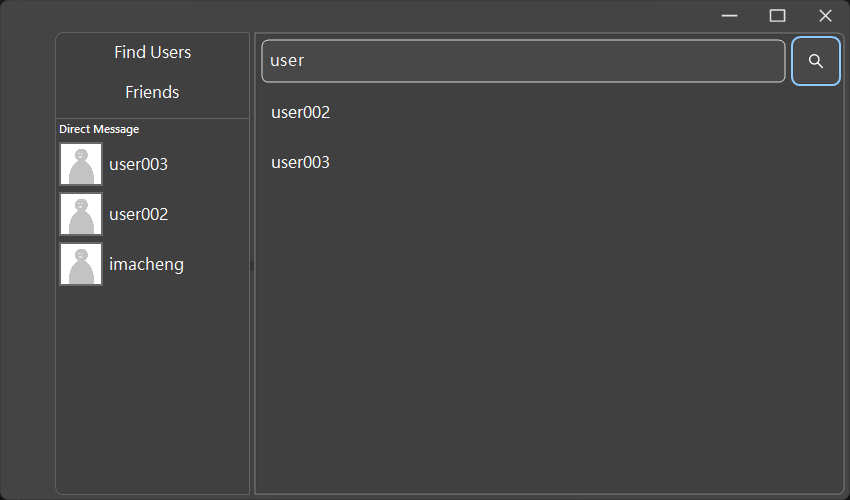 Find Users
Friends
Direct Message
user003
user002
imacheng
user
user002
user003